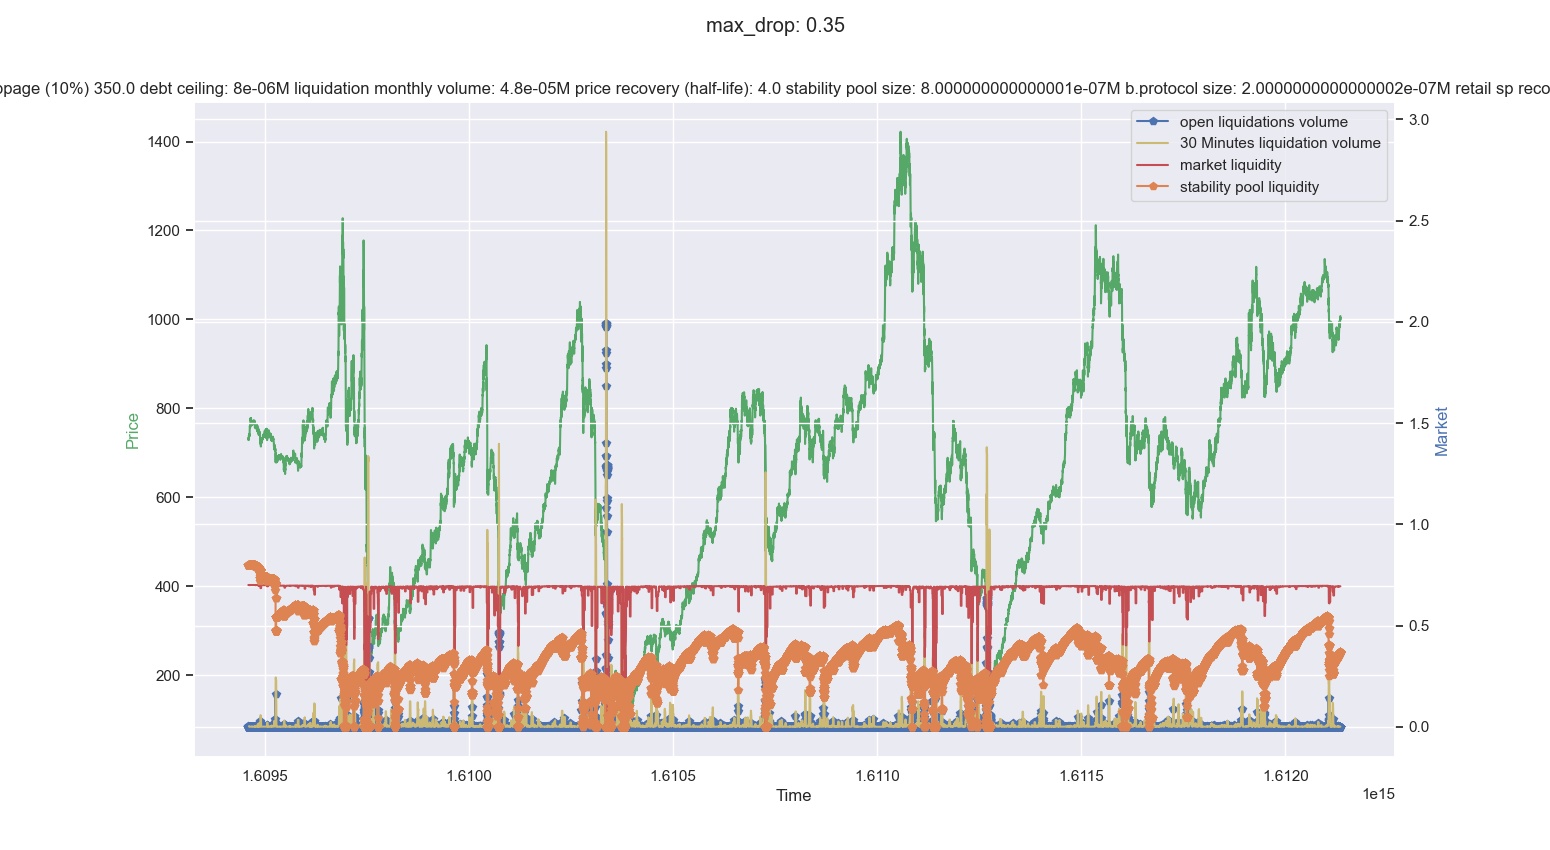 max_drop: 0.35
(10%) 350.0 debt ceiling: 8e-06M liquidation monthly volume: 4.8e-05M price recovery (half-life): 4.0 stability pool size: 8.000000000000001e-07M b.protocol size: 2.0000000000000002e-07M retail sp
open liquidations volume
30 Minutes liquidation volume
market liquidity
stability pool liquidity
1400
1200
1000
800
600
400
200
Price
3.0
2.5
2.0
1.5
1.0
0.5
0.0
Market
1.6095 1.6100 1.6105 1.6110 1.6115 1.6120
1e15
Time